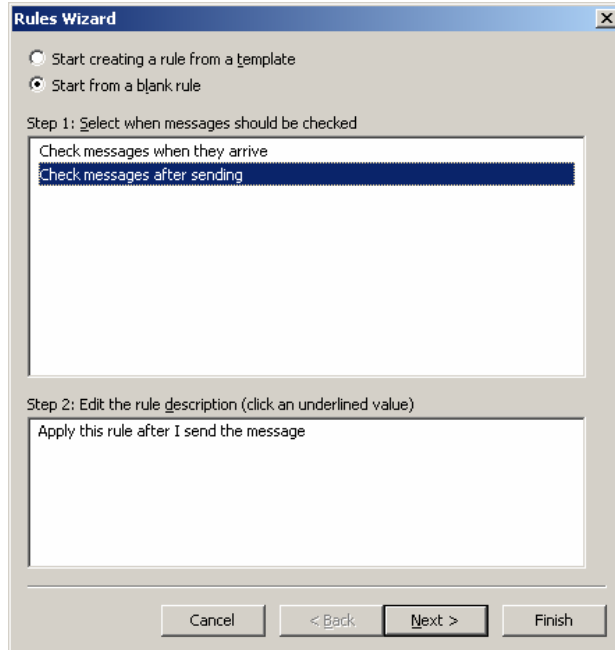 Rules Wizard
Start creating a rule from a template
Start from a blank rule
Step 1: Select when messages should be checked
Check messages when they arrive
Check messages after sending
Step 2: Edit the rule description (click an underlined value)
Apply this rule after I send the message
Cancel < Back Next > Finish